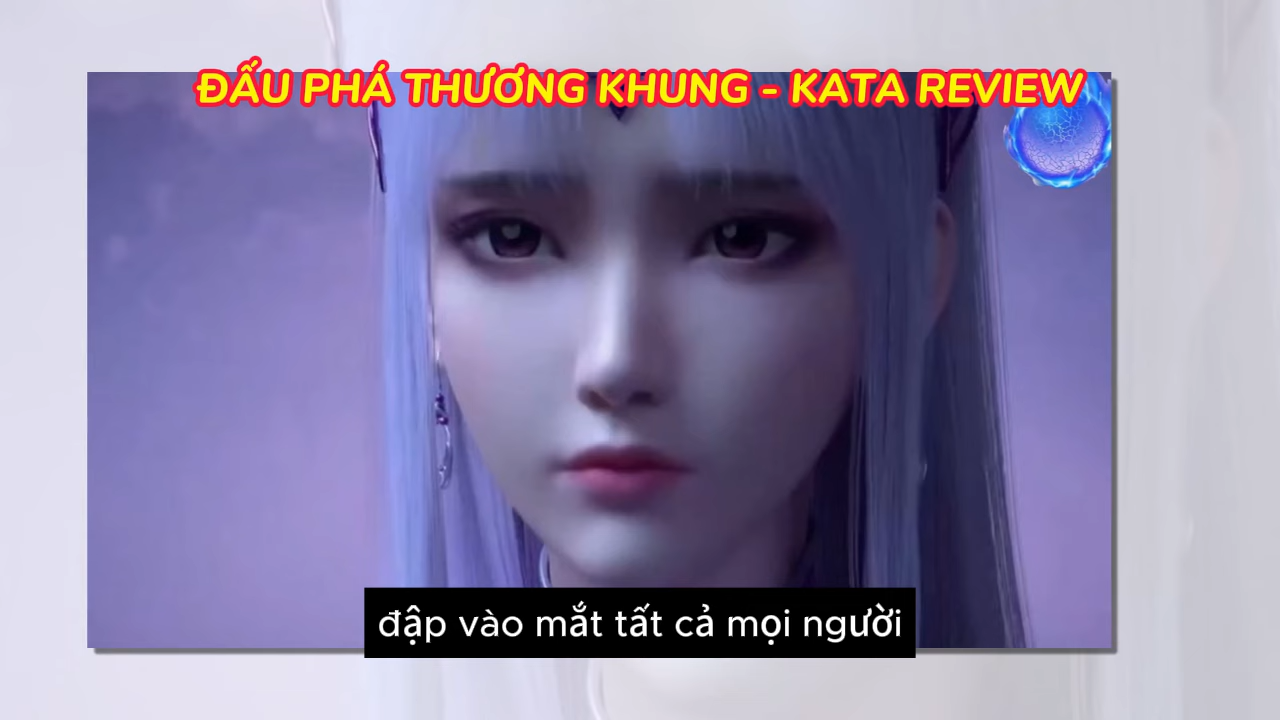 ĐẤU PHÁ THƯƠNG KHUNG - KATA REVIEW
đập vào mắt tất cả mọi người